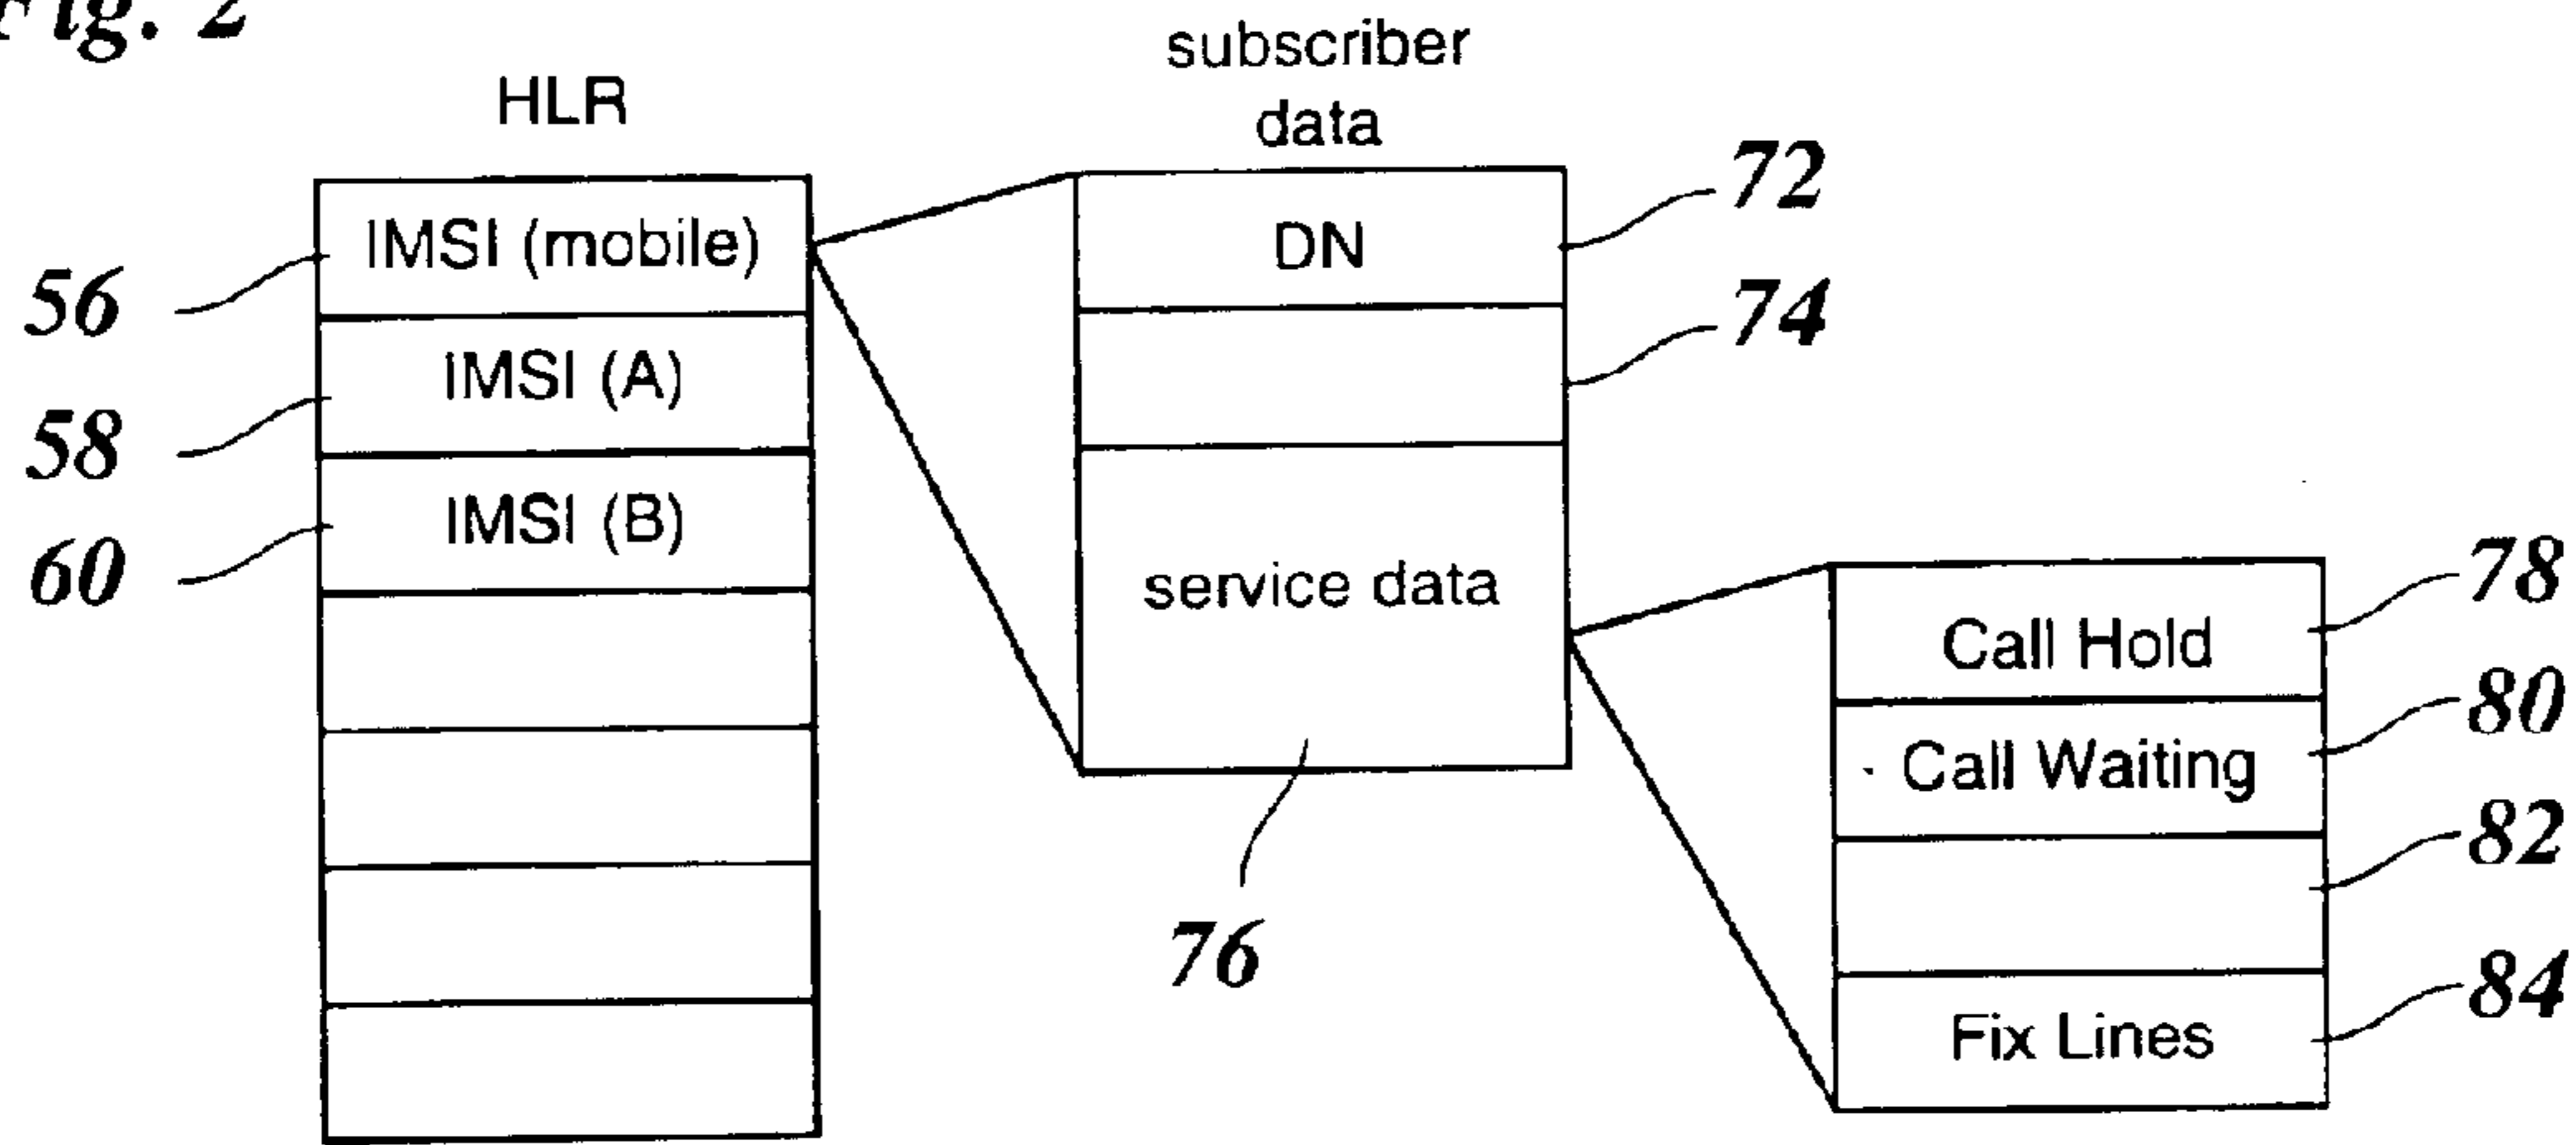 Fig. 2
HLR
subscriber
data
IMSI (mobile)
IMSI (A)
IMSI (B)
56
58
60
DN
service data
72
74
76
Call Hold
Call Waiting
Fix Lines
78
80
82
84